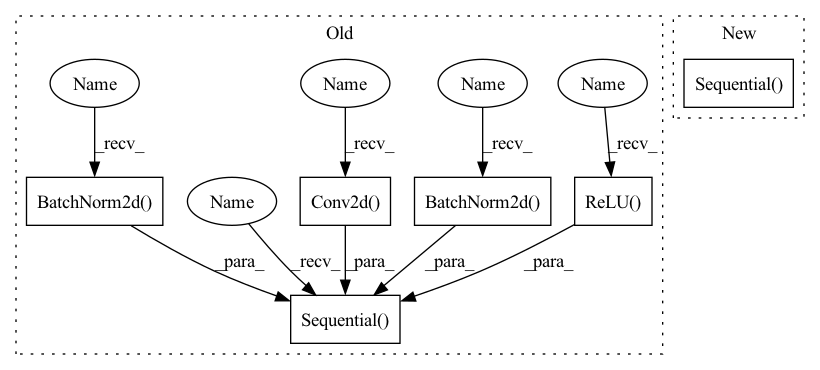 Old
New
Name
Name
Name
Name
Sequential()
_recv_
_recv_
_recv_
_recv_
BatchNorm2d()
Name
Conv2d()
BatchNorm2d()
ReLU()
_para_
_recv_
_para_
_para_
_para_
Sequential()